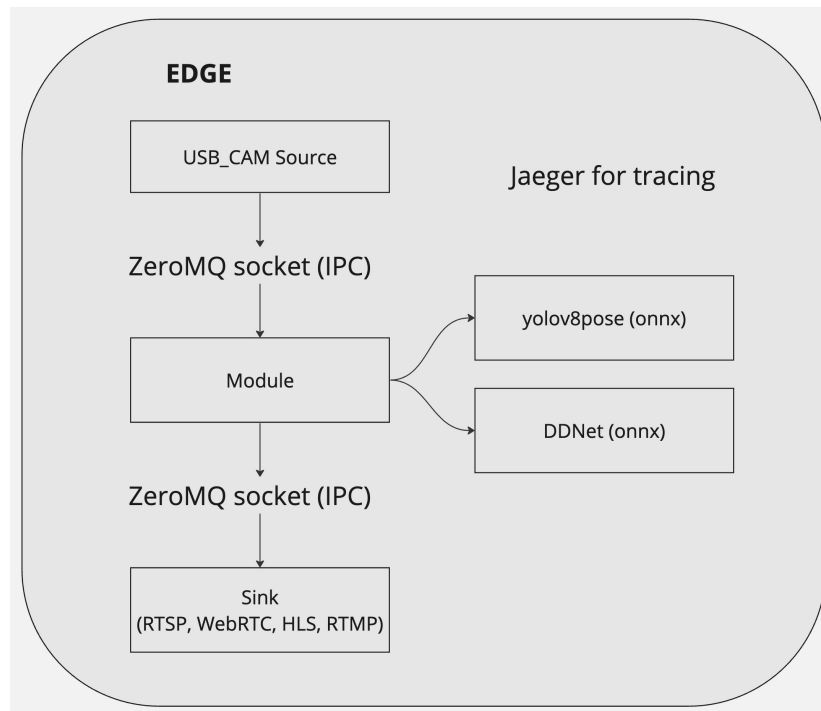 EDGE
USB_CAM Source
Jaeger for tracing
ZeroMQ socket (IPC)
yolov8pose (onnx)
Module
DDNet (onnx)
ZeroMQ socket (IPC)
Sink
(RTSP, WebRTC, HLS, RTMP)